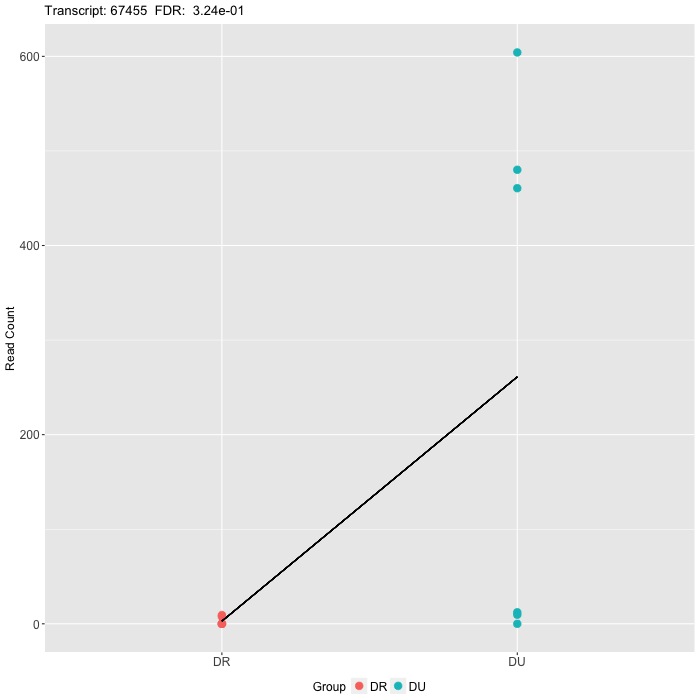 Transcript: 67455  FDR:  3.24e-01
600
400
200
0
Read Count
DR
DU
Group
DR
DU